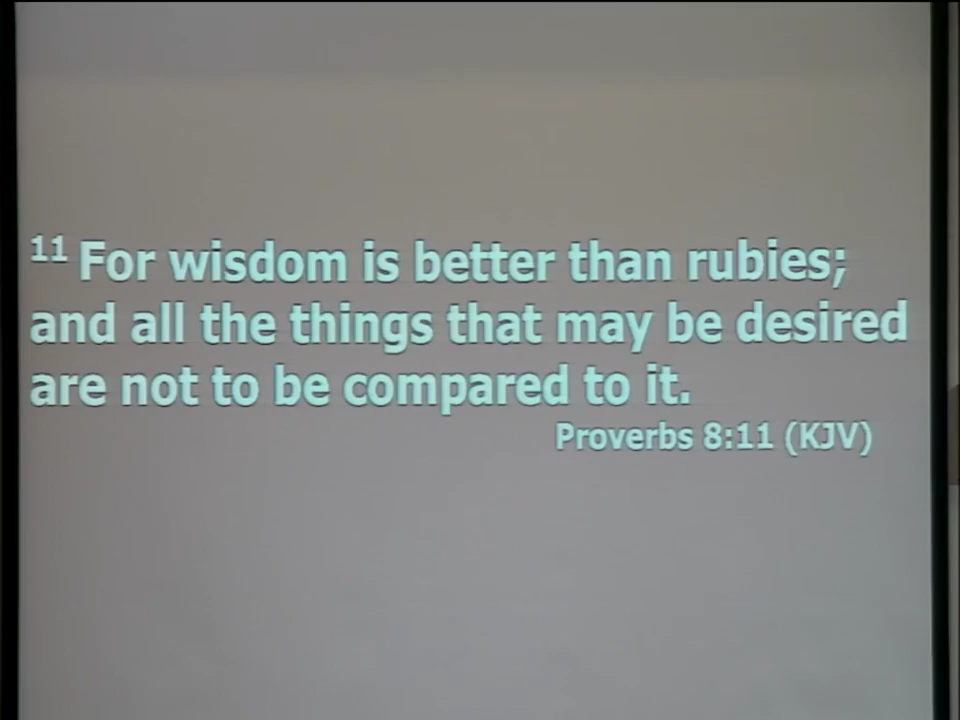 11 For wisdom is better than rubies;
and all the things that may be desired
are not to be compared to it.
Proverbs 8:11 (KJV)